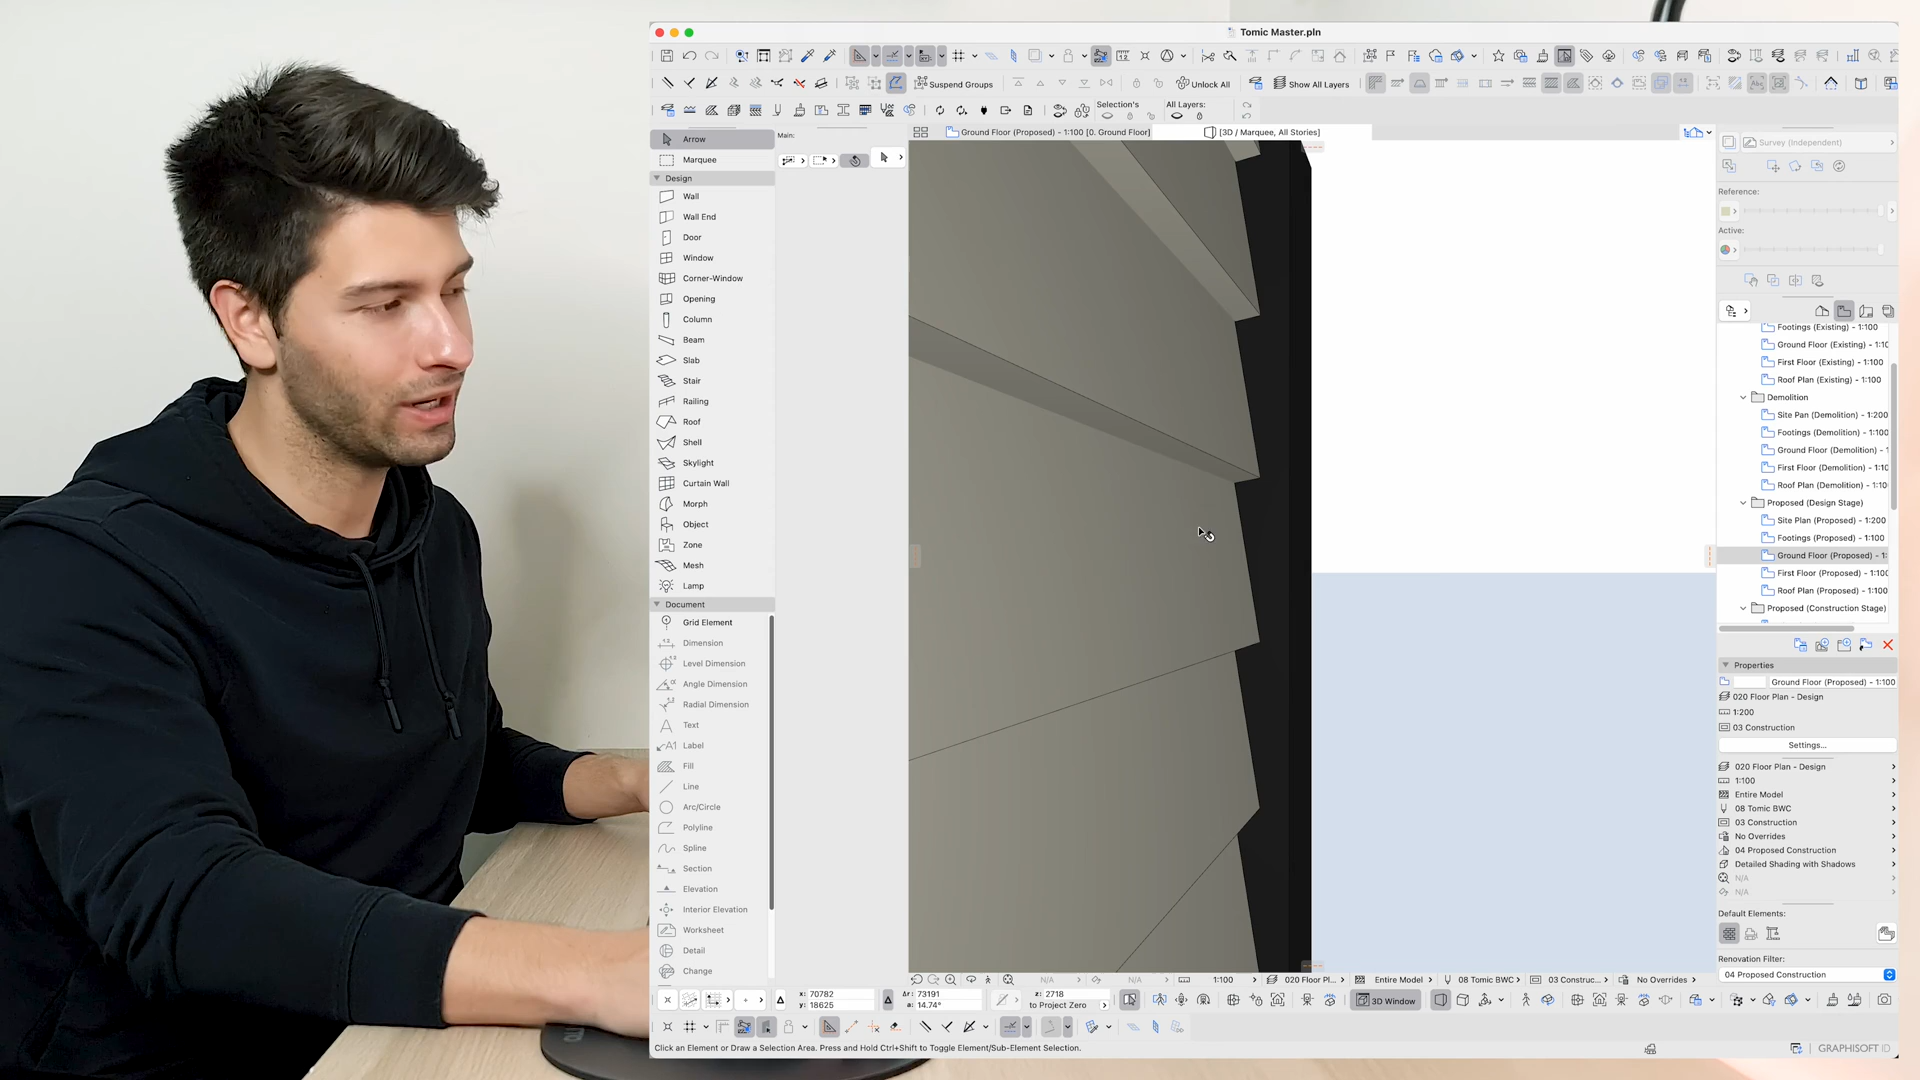 Tomic Master.pln
Suspend Groups
Unlock All
Show All Layers
Selection's
All Layers:
Arrow
Main:
Ground Floor (Proposed) - 1:100 [0. Ground Floor]
[3D / Marquee, All Stories]
Marquee
Design
Wall
Wall End
Door
Window
Corner-Window
Opening
Column
Beam
Slab
Stair
Railing
Roof
Shell
Skylight
Curtain Wall
Morph
Object
Zone
Mesh
Lamp
Document
Grid Element
Dimension
Level Dimension
Angle Dimension
Radial Dimension
Text
Label
Fill
Line
Arc/Circle
Polyline
Spline
Section
Elevation
Interior Elevation
Worksheet
Detail
Change
Survey (Independent)
Reference:
Active:
Footings (Existing) - 1:100
Ground Floor (Existing) - 1:10
First Floor (Existing) - 1:100
Roof Plan (Existing) - 1:100
Demolition
Site Pan (Demolition) - 1:200
Footings (Demolition) - 1:100
Ground Floor (Demolition) - 1
First Floor (Demolition) - 1:10
Roof Plan (Demolition) - 1:10
Proposed (Design Stage)
Site Plan (Proposed) - 1:200
Footings (Proposed) - 1:100
Ground Floor (Proposed) - 1:
First Floor (Proposed) - 1:100
Roof Plan (Proposed) - 1:100
Proposed (Construction Stage)
Properties
Ground Floor (Proposed) - 1:100
020 Floor Plan - Design
1:200
03 Construction
Settings...
020 Floor Plan - Design
1:100
Entire Model
08 Tomic BWC
03 Construction
No Overrides
04 Proposed Construction
Detailed Shading with Shadows
N/A
N/A
Default Elements:
Renovation Filter:
04 Proposed Construction
N/A
N/A
1:100
020 Floor Pl...
Entire Model
08 Tomic BWC
03 Construc...
No Overrides
x: 70782
y: 18625
Δr: 73191
a: 14.74°
z: 2718
to Project Zero
3D Window
Click an Element or Draw a Selection Area. Press and Hold Ctrl+Shift to Toggle Element/Sub-Element Selection.
GRAPHISOFT ID